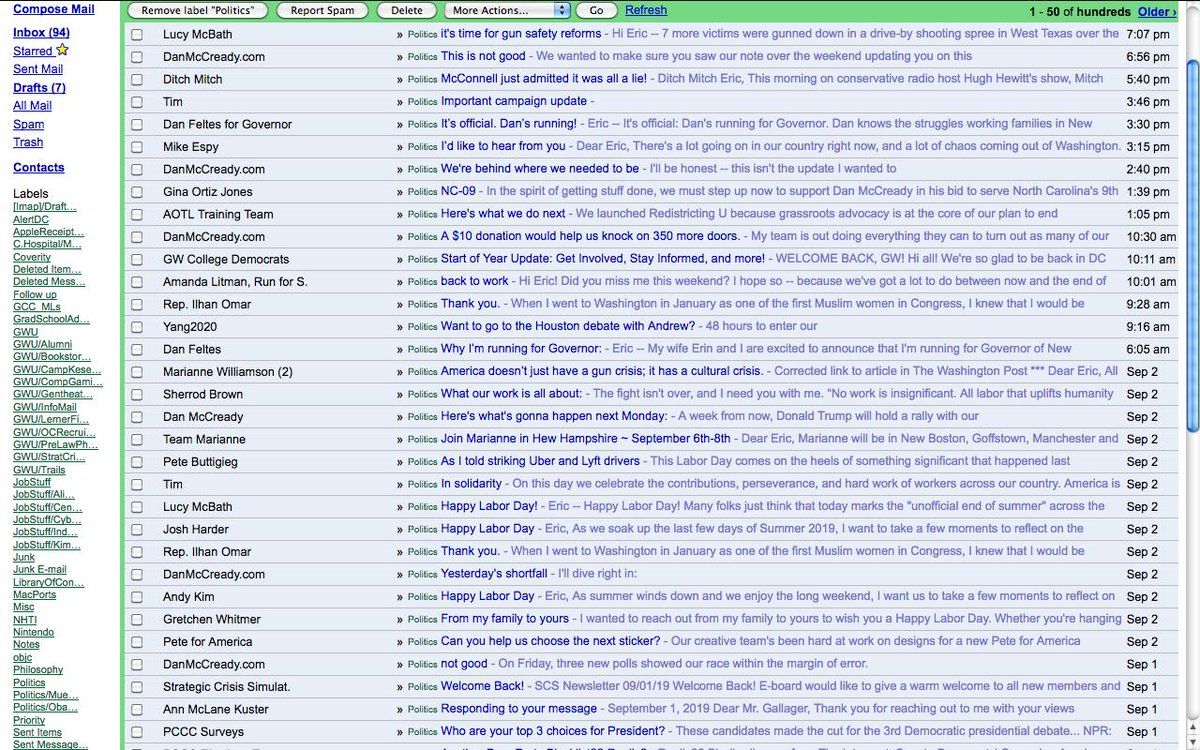 Compose Mail
Inbox (94)
Starred
Sent Mail
Drafts (7)
All Mail
Spam
Trash
Contacts
Labels
[Imap]/Draft...
AlertDC
AppleReceipt...
C.Hospital/M...
Coverity
Deleted Item...
Deleted Mess...
Follow up
GCC_MLs
GradSchoolAd...
GWU
GWU/Alumni
GWU/Bookstor...
GWU/CampKese...
GWU/CompGami...
GWU/Gentheat...
GWU/InfoMail
GWU/LernerFi...
GWU/OCRecrui...
GWU/PreLawPh...
GWU/StratCri...
GWU/Trails
JobStuff
JobStuff/Ali...
JobStuff/Cen...
JobStuff/Cyb...
JobStuff/Ind...
JobStuff/Kim...
Junk
Junk E-mail
LibraryOfCon...
MacPorts
Misc
NHTI
Nintendo
Notes
objc
Philosophy
Politics
Politics/Mue...
Politics/Oba...
Priority
Sent Items
Sent Message...
Remove label "Politics" Report Spam Delete More Actions... Go Refresh 1 - 50 of hundreds Older ›
Lucy McBath » Politics it's time for gun safety reforms - Hi Eric -- 7 more victims were gunned down in a drive-by shooting spree in West Texas over the 7:07 pm
DanMcCready.com » Politics This is not good - We wanted to make sure you saw our note over the weekend updating you on this 6:56 pm
Ditch Mitch » Politics McConnell just admitted it was all a lie! - Ditch Mitch Eric, This morning on conservative radio host Hugh Hewitt's show, Mitch 5:40 pm
Tim » Politics Important campaign update - 3:46 pm
Dan Feltes for Governor » Politics It's official. Dan's running! - Eric -- It's official: Dan's running for Governor. Dan knows the struggles working families in New 3:30 pm
Mike Espy » Politics I'd like to hear from you - Dear Eric, There's a lot going on in our country right now, and a lot of chaos coming out of Washington. 3:15 pm
DanMcCready.com » Politics We're behind where we needed to be - I'll be honest -- this isn't the update I wanted to 2:40 pm
Gina Ortiz Jones » Politics NC-09 - In the spirit of getting stuff done, we must step up now to support Dan McCready in his bid to serve North Carolina's 9th 1:39 pm
AOTL Training Team » Politics Here's what we do next - We launched Redistricting U because grassroots advocacy is at the core of our plan to end 1:05 pm
DanMcCready.com » Politics A $10 donation would help us knock on 350 more doors. - My team is out doing everything they can to turn out as many of our 10:30 am
GW College Democrats » Politics Start of Year Update: Get Involved, Stay Informed, and more! - WELCOME BACK, GW! Hi all! We're so glad to be back in DC 10:11 am
Amanda Litman, Run for S. » Politics back to work - Hi Eric! Did you miss me this weekend? I hope so -- because we've got a lot to do between now and the end of 10:01 am
Rep. Ilhan Omar » Politics Thank you. - When I went to Washington in January as one of the first Muslim women in Congress, I knew that I would be 9:28 am
Yang2020 » Politics Want to go to the Houston debate with Andrew? - 48 hours to enter our 9:16 am
Dan Feltes » Politics Why I'm running for Governor: - Eric -- My wife Erin and I are excited to announce that I'm running for Governor of New 6:05 am
Marianne Williamson (2) » Politics America doesn't just have a gun crisis; it has a cultural crisis. - Corrected link to article in The Washington Post *** Dear Eric, All Sep 2
Sherrod Brown » Politics What our work is all about: - The fight isn't over, and I need you with me. "No work is insignificant. All labor that uplifts humanity Sep 2
Dan McCready » Politics Here's what's gonna happen next Monday: - A week from now, Donald Trump will hold a rally with our Sep 2
Team Marianne » Politics Join Marianne in Hew Hampshire ~ September 6th-8th - Dear Eric, Marianne will be in New Boston, Goffstown, Manchester and Sep 2
Pete Buttigieg » Politics As I told striking Uber and Lyft drivers - This Labor Day comes on the heels of something significant that happened last Sep 2
Tim » Politics In solidarity - On this day we celebrate the contributions, perseverance, and hard work of workers across our country. America is Sep 2
Lucy McBath » Politics Happy Labor Day! - Eric -- Happy Labor Day! Many folks just think that today marks the "unofficial end of summer" across the Sep 2
Josh Harder » Politics Happy Labor Day - Eric, As we soak up the last few days of Summer 2019, I want to take a few moments to reflect on the Sep 2
Rep. Ilhan Omar » Politics Thank you. - When I went to Washington in January as one of the first Muslim women in Congress, I knew that I would be Sep 2
DanMcCready.com » Politics Yesterday's shortfall - I'll dive right in: Sep 2
Andy Kim » Politics Happy Labor Day - Eric, As summer winds down and we enjoy the long weekend, I want us to take a few moments to reflect on Sep 2
Gretchen Whitmer » Politics From my family to yours - I wanted to reach out from my family to yours to wish you a Happy Labor Day. Whether you're hanging Sep 2
Pete for America » Politics Can you help us choose the next sticker? - Our creative team's been hard at work on designs for a new Pete for America Sep 2
DanMcCready.com » Politics not good - On Friday, three new polls showed our race within the margin of error. Sep 1
Strategic Crisis Simulat. » Politics Welcome Back! - SCS Newsletter 09/01/19 Welcome Back! E-board would like to give a warm welcome to all new members and Sep 1
Ann McLane Kuster » Politics Responding to your message - September 1, 2019 Dear Mr. Gallager, Thank you for reaching out to me with your views Sep 1
PCCC Surveys » Politics Who are your top 3 choices for President? - These candidates made the cut for the 3rd Democratic presidential debate... NPR: Sep 1